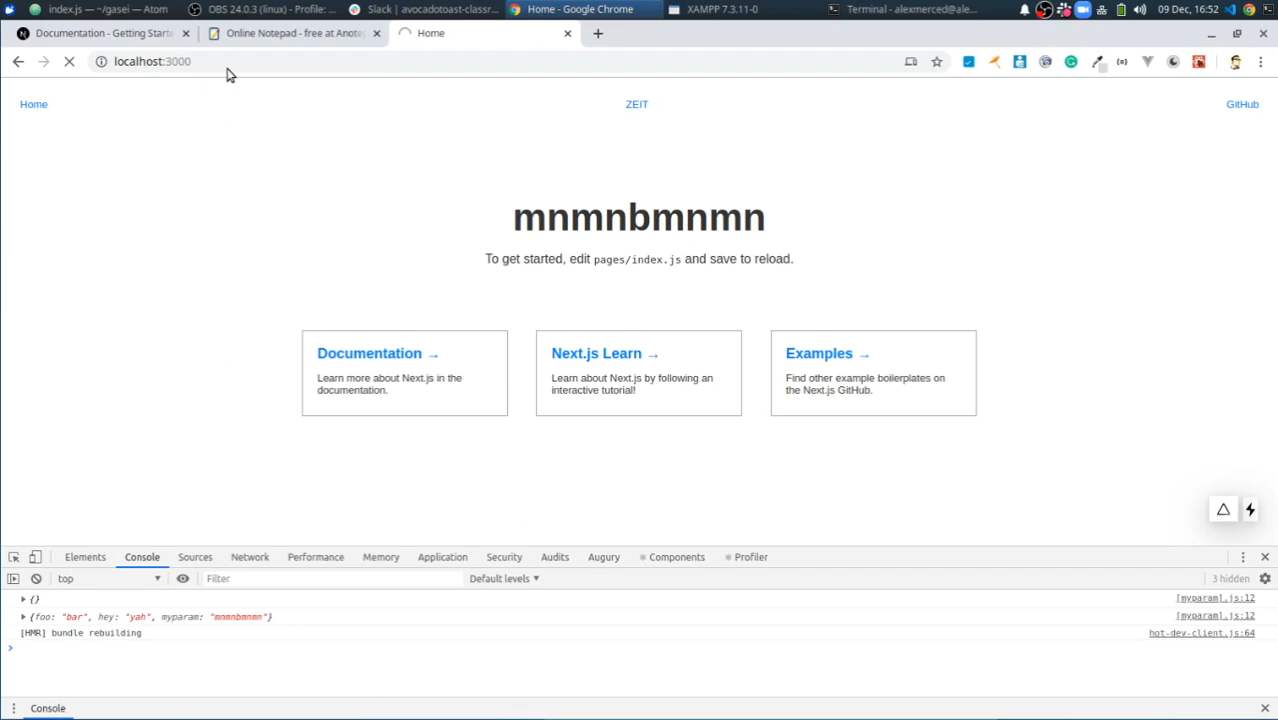 index.js — ~/gasei — Atom
OBS 24.0.3 (linux) - Profile: ...
Slack | avocadotoast-classr...
Home - Google Chrome
XAMPP 7.3.11-0
Terminal - alexmerced@ale...
09 Dec, 16:52
Documentation - Getting Starte
Online Notepad - free at Anote
Home
localhost:3000
Home
ZEIT
GitHub
mnmnbmnmn
To get started, edit pages/index.js and save to reload.
Documentation →
Learn more about Next.js in the
documentation.
Next.js Learn →
Learn about Next.js by following an
interactive tutorial!
Examples →
Find other example boilerplates on
the Next.js GitHub.
Elements Console Sources Network Performance Memory Application Security Audits Augury Components Profiler
top Filter Default levels 3 hidden
{} [myparam].js:12
{foo: "bar", hey: "yah", myparam: "mnmnbmnmn"} [myparam].js:12
[HMR] bundle rebuilding hot-dev-client.js:64
Console